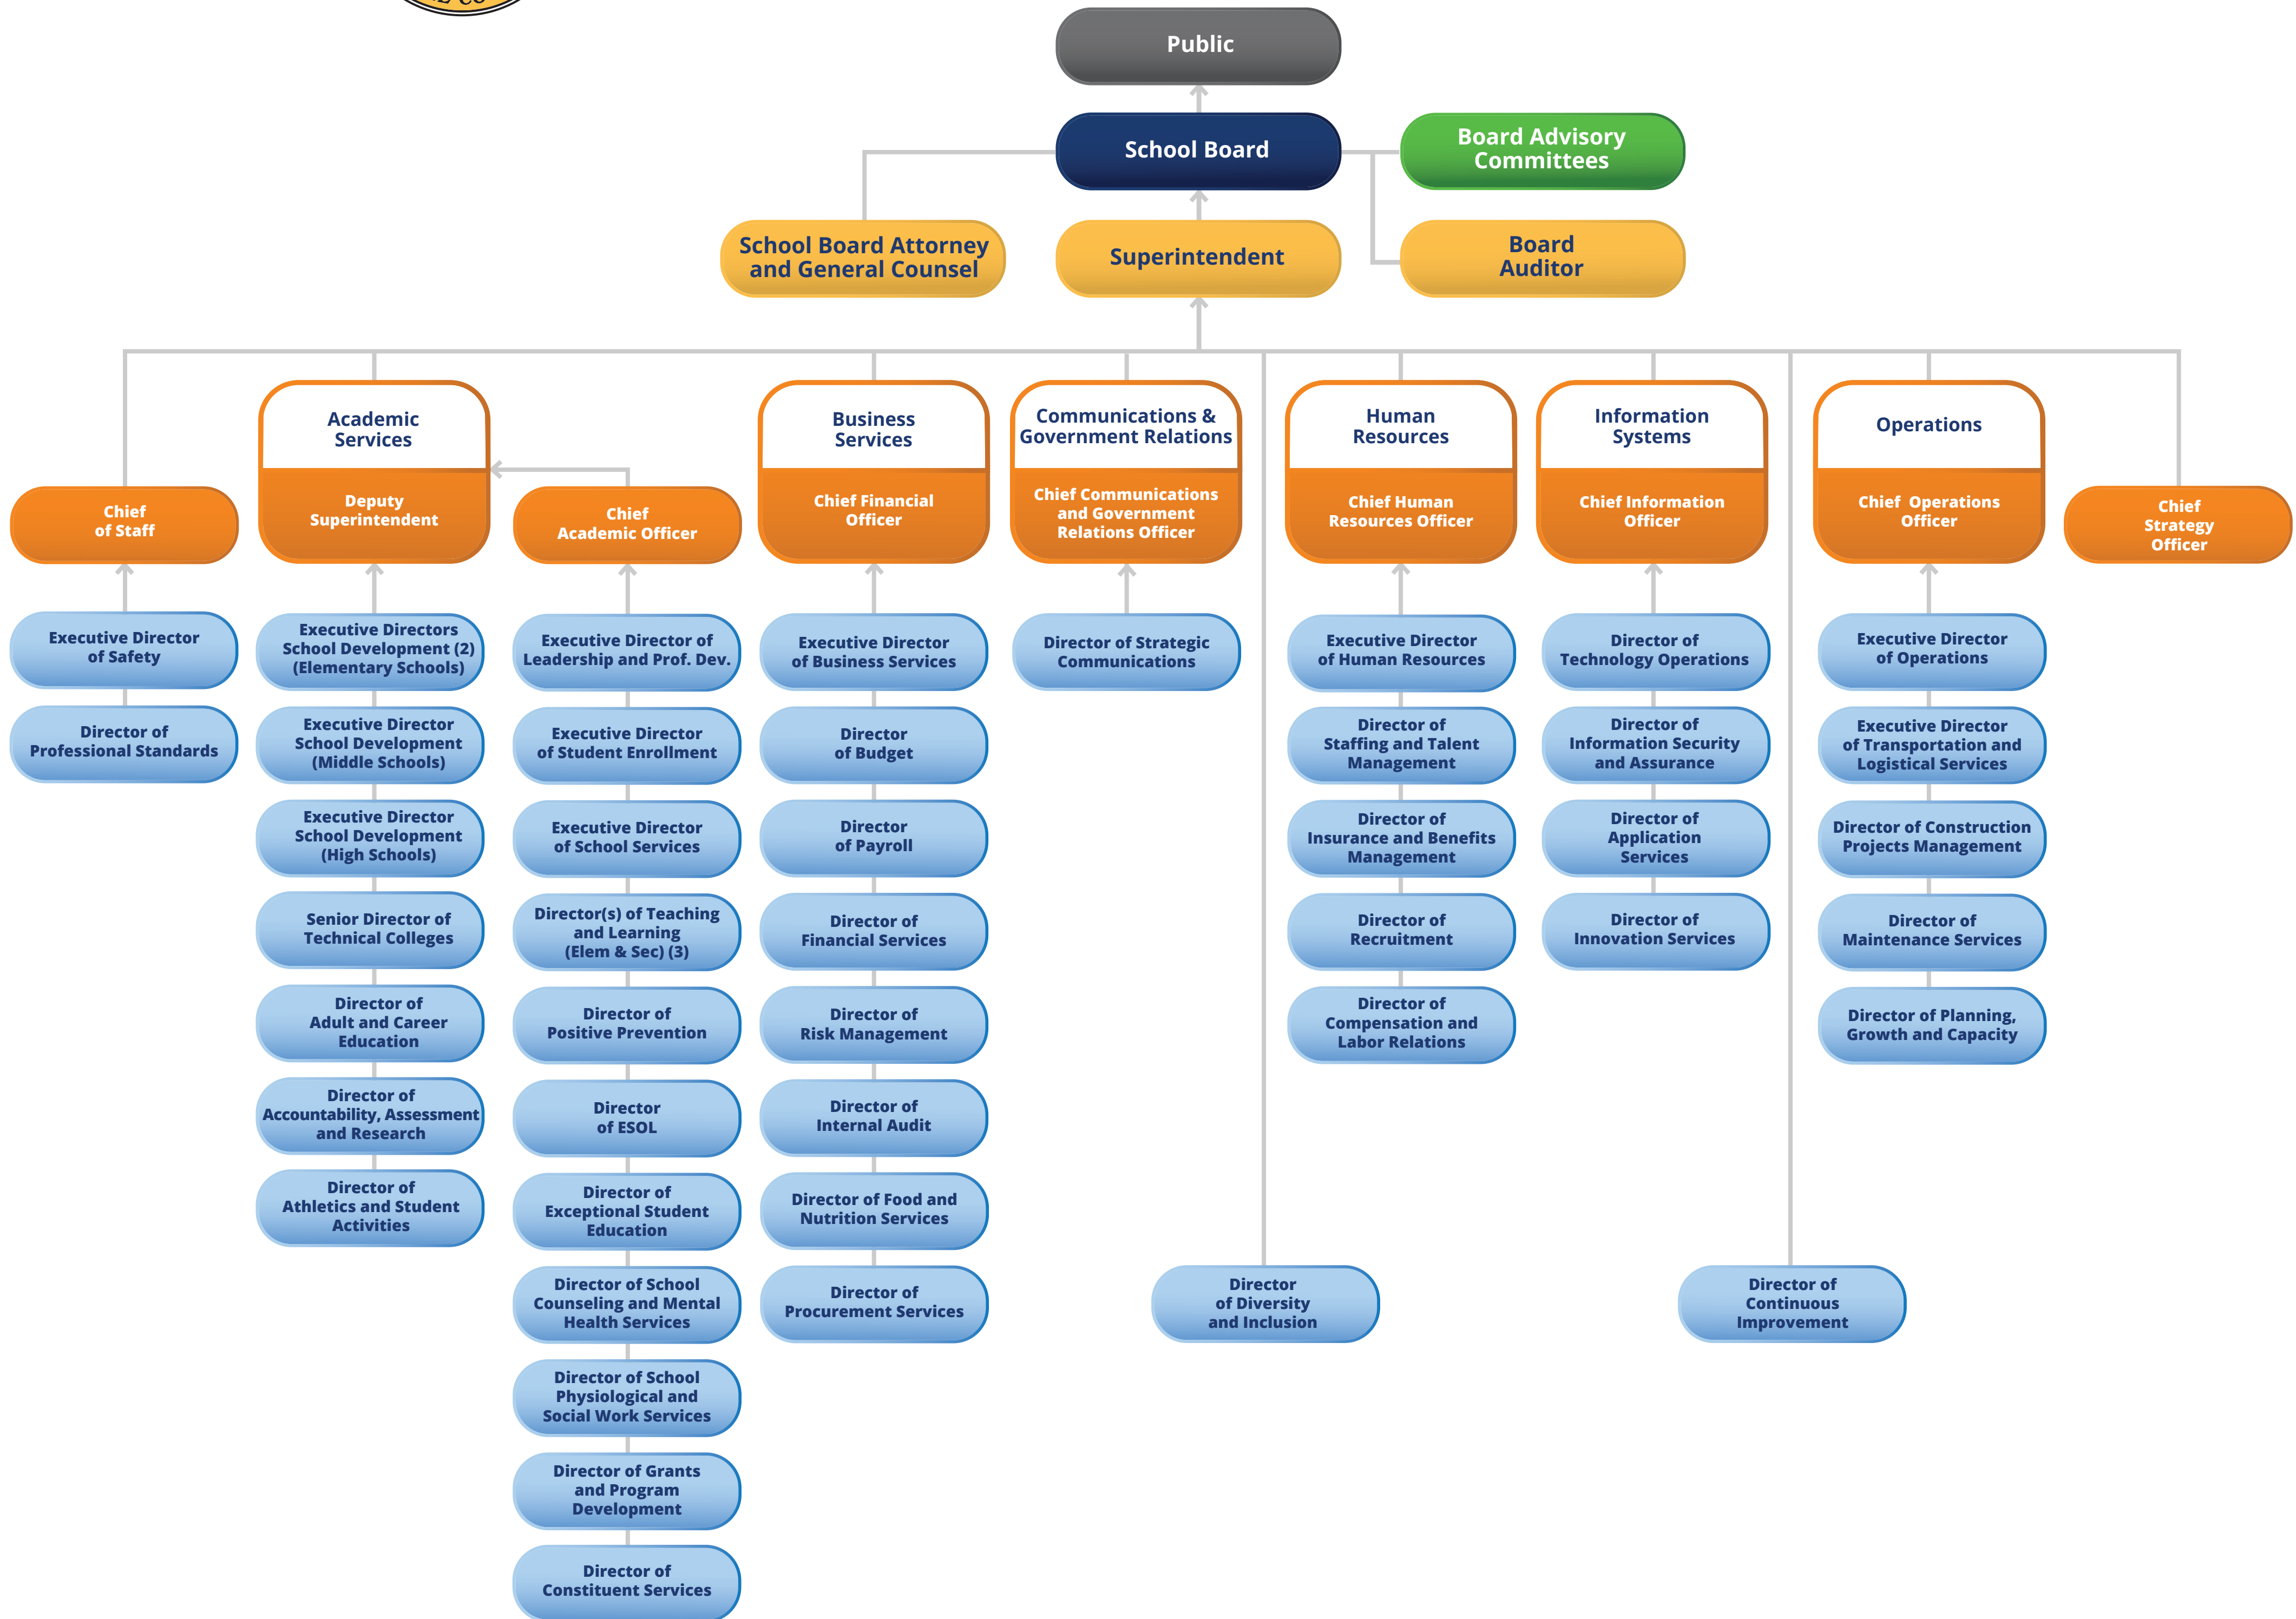 Public
School Board
Board Advisory
Committees
School Board Attorney
and General Counsel
Superintendent
Board
Auditor
Chief
of Staff
Executive Director
of Safety
Director of
Professional Standards
Academic
Services
Deputy
Superintendent
Executive Directors
School Development (2)
(Elementary Schools)
Executive Director
School Development
(Middle Schools)
Executive Director
School Development
(High Schools)
Senior Director of
Technical Colleges
Director of
Adult and Career
Education
Director of
Accountability, Assessment
and Research
Director of
Athletics and Student
Activities
Chief
Academic Officer
Executive Director of
Leadership and Prof. Dev.
Executive Director
of Student Enrollment
Executive Director
of School Services
Director(s) of Teaching
and Learning
(Elem & Sec) (3)
Director of
Positive Prevention
Director
of ESOL
Director of
Exceptional Student
Education
Director of School
Counseling and Mental
Health Services
Director of School
Physiological and
Social Work Services
Director of Grants
and Program
Development
Director of
Constituent Services
Business
Services
Chief Financial
Officer
Executive Director
of Business Services
Director
of Budget
Director
of Payroll
Director of
Financial Services
Director of
Risk Management
Director of
Internal Audit
Director of Food and
Nutrition Services
Director of
Procurement Services
Communications &
Government Relations
Chief Communications
and Government
Relations Officer
Director of Strategic
Communications
Director
of Diversity
and Inclusion
Human
Resources
Chief Human
Resources Officer
Executive Director
of Human Resources
Director of
Staffing and Talent
Management
Director of
Insurance and Benefits
Management
Director of
Recruitment
Director of
Compensation and
Labor Relations
Information
Systems
Chief Information
Officer
Director of
Technology Operations
Director of
Information Security
and Assurance
Director of
Application
Services
Director of
Innovation Services
Director of
Continuous
Improvement
Operations
Chief Operations
Officer
Executive Director
of Operations
Executive Director
of Transportation and
Logistical Services
Director of Construction
Projects Management
Director of
Maintenance Services
Director of Planning,
Growth and Capacity
Chief
Strategy
Officer